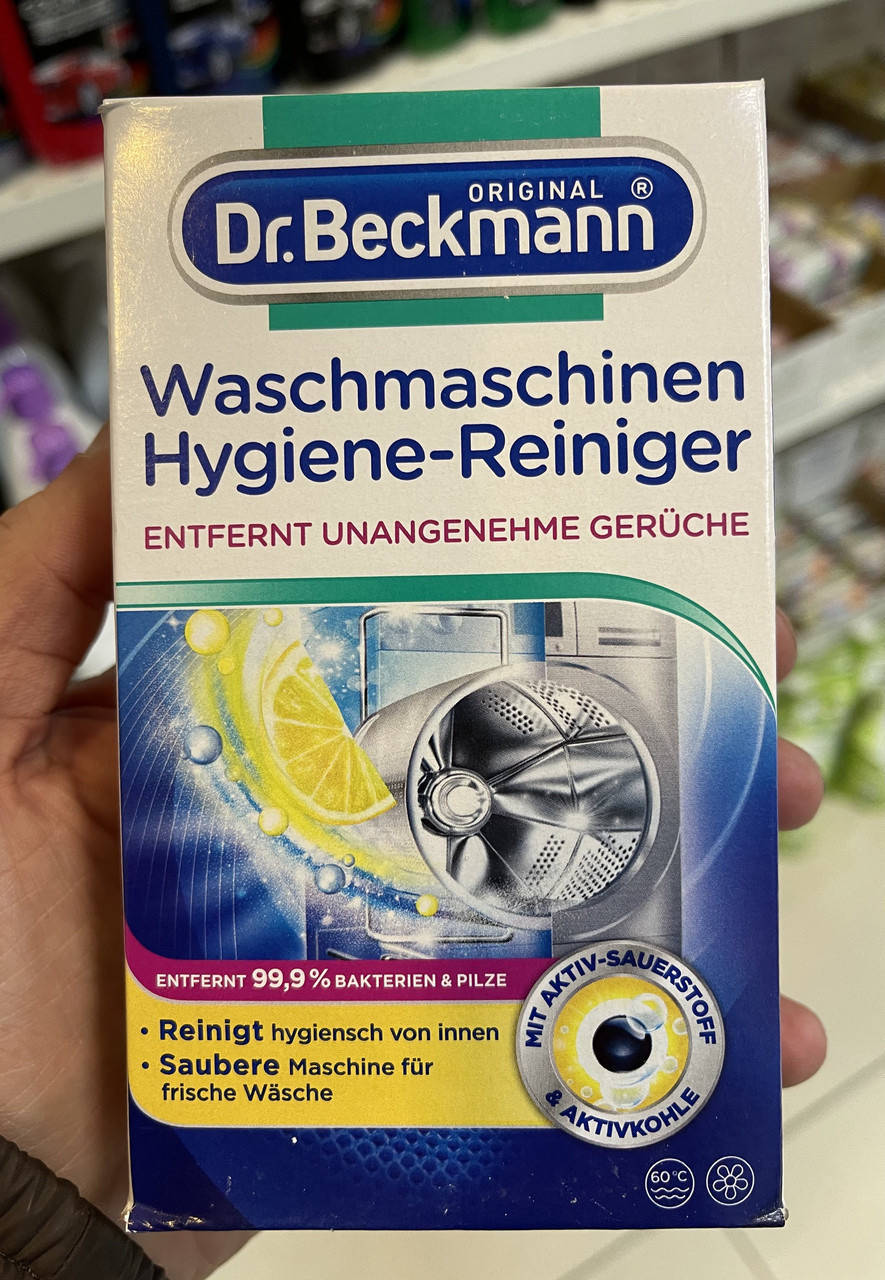 ORIGINAL ®
Dr.Beckmann
Waschmaschinen
Hygiene-Reiniger
ENTFERNT UNANGENEHME GERÜCHE
ENTFERNT 99,9% BAKTERIEN & PILZE
• Reinigt hygiensch von innen
• Saubere Maschine für
frische Wäsche
MIT AKTIV-SAUERSTOFF
& AKTIVKOHLE
60°C